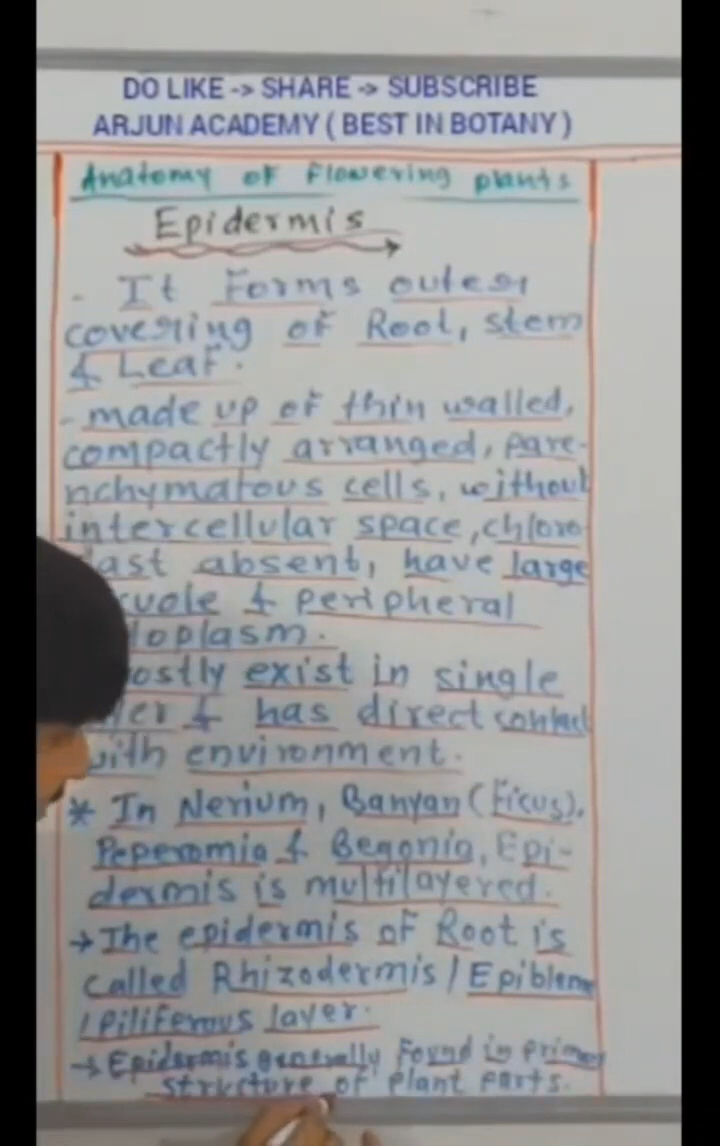 DO LIKE -> SHARE -> SUBSCRIBE
ARJUN ACADEMY ( BEST IN BOTANY )
Anatomy of Flowering plants
Epidermis
- It Forms outer
covering of Root, stem
& Leaf.
- made up of thin walled,
compactly arranged, pare-
nchymatous cells, without
intercellular space, chloro-
last absent, have large
cuole & peripheral
toplasm.
ostly exist in single
yer & has direct contact
with environment.
* In Nerium, Banyan (Ficus),
Peperomia & Begonia, Epi-
dermis is multilayered.
→ The epidermis of Root is
called Rhizodermis / Epiblema
/ Piliferous layer.
→ Epidermis generally Found in primary
structure of plant parts.